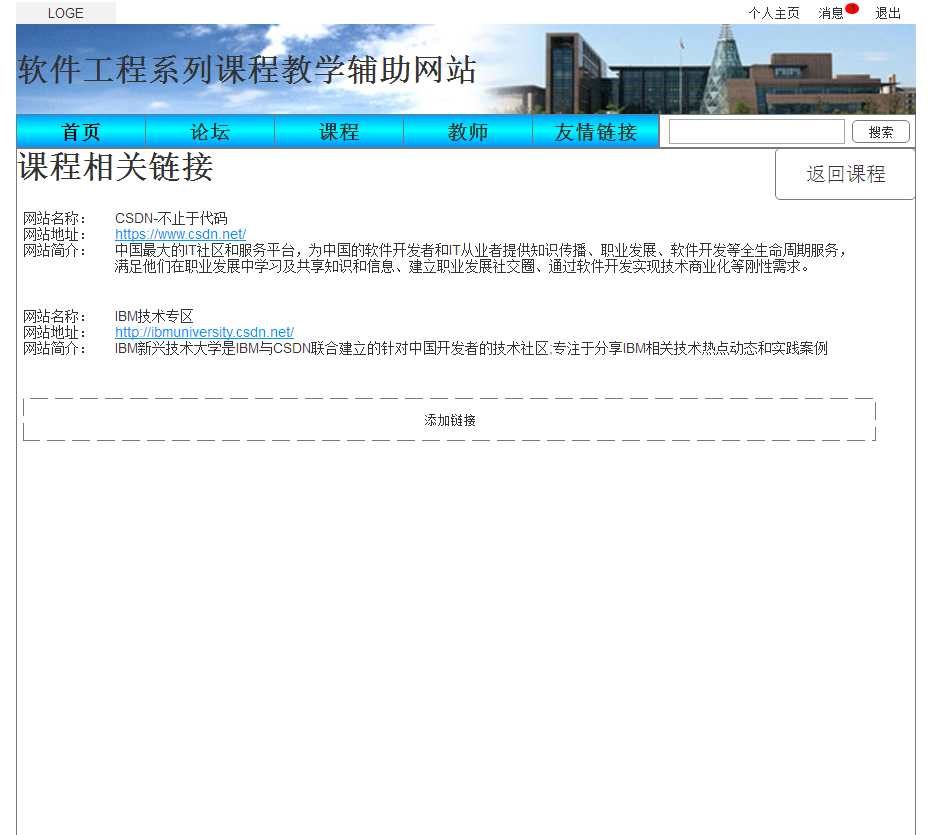 LOGE
个人主页 消息 退出
软件工程系列课程教学辅助网站
首页 论坛 课程 教师 友情链接 搜索
课程相关链接
返回课程
网站名称： CSDN-不止于代码
网站地址： https://www.csdn.net/
网站简介： 中国最大的IT社区和服务平台，为中国的软件开发者和IT从业者提供知识传播、职业发展、软件开发等全生命周期服务，
满足他们在职业发展中学习及共享知识和信息、建立职业发展社交圈、通过软件开发实现技术商业化等刚性需求。
网站名称： IBM技术专区
网站地址： http://ibmuniversity.csdn.net/
网站简介： IBM新兴技术大学是IBM与CSDN联合建立的针对中国开发者的技术社区;专注于分享IBM相关技术热点动态和实践案例
添加链接